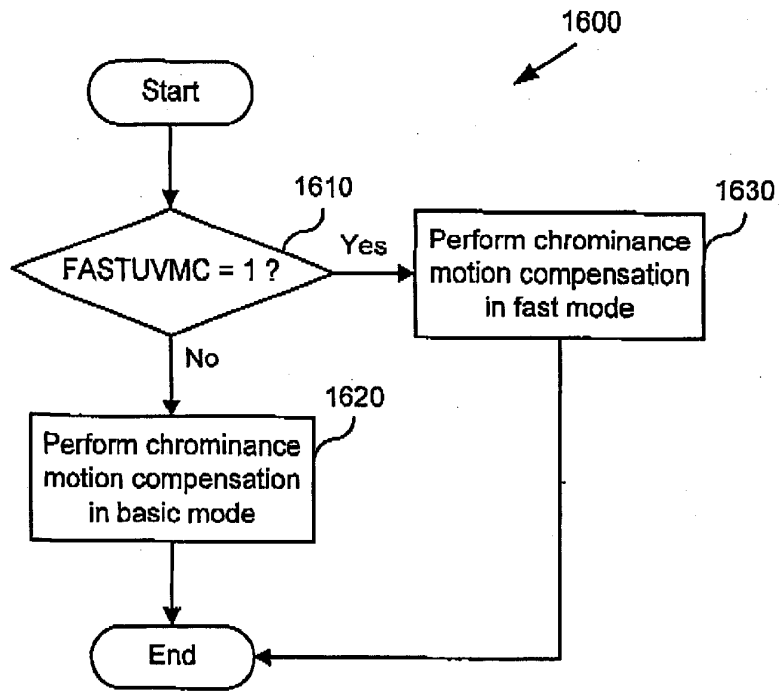 1600
Start
1610
FASTUVMC = 1 ?
Yes
1630
Perform chrominance
motion compensation
in fast mode
No
1620
Perform chrominance
motion compensation
in basic mode
End